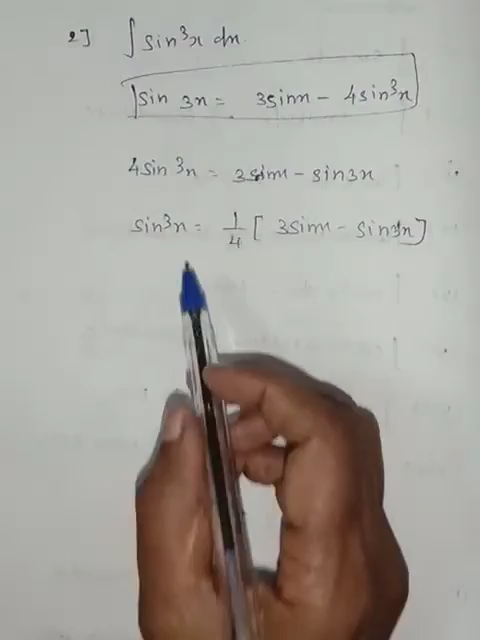 2] ∫ sin³x dx.
sin 3x = 3sinx - 4sin³x
4sin³x = 3sinx - sin3x
sin³x = 1/4 [ 3sinx - sin3x ]